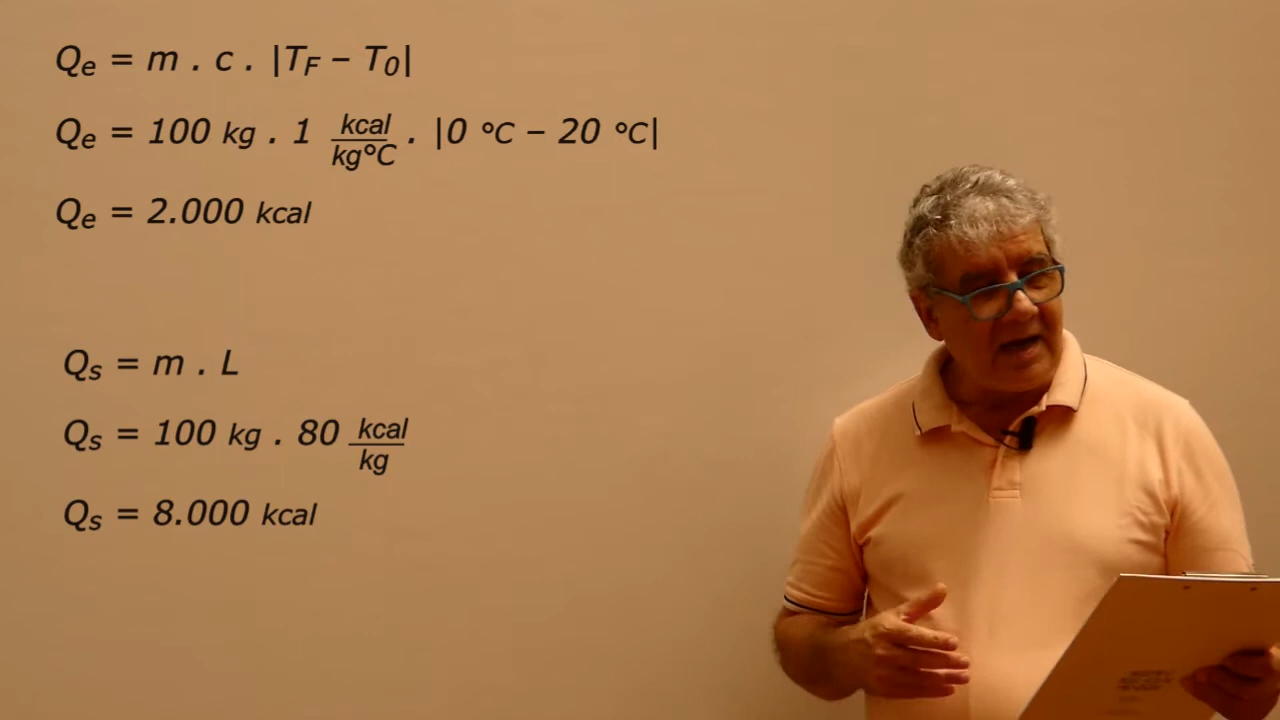 Qe = m . c . |TF – T0|
Qe = 100 kg . 1 kcal/kg°C . |0 °C – 20 °C|
Qe = 2.000 kcal
Qs = m . L
Qs = 100 kg . 80 kcal/kg
Qs = 8.000 kcal